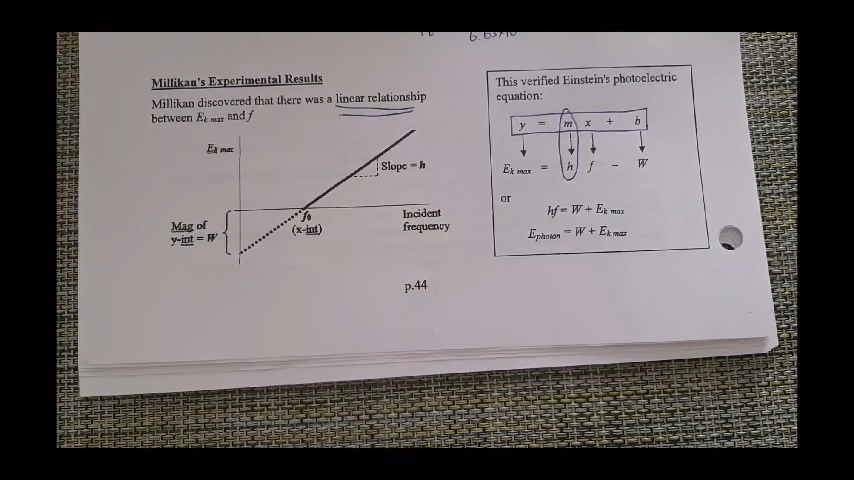 Millikan's Experimental Results
Millikan discovered that there was a linear relationship
between Ek max and f
Ek max
Slope = h
f0
(x-int)
Incident
frequency
Mag of
y-int = W
p.44
This verified Einstein's photoelectric
equation:
y = m x + b
Ek max = h f − W
or
hf = W + Ek max
Ephoton = W + Ek max